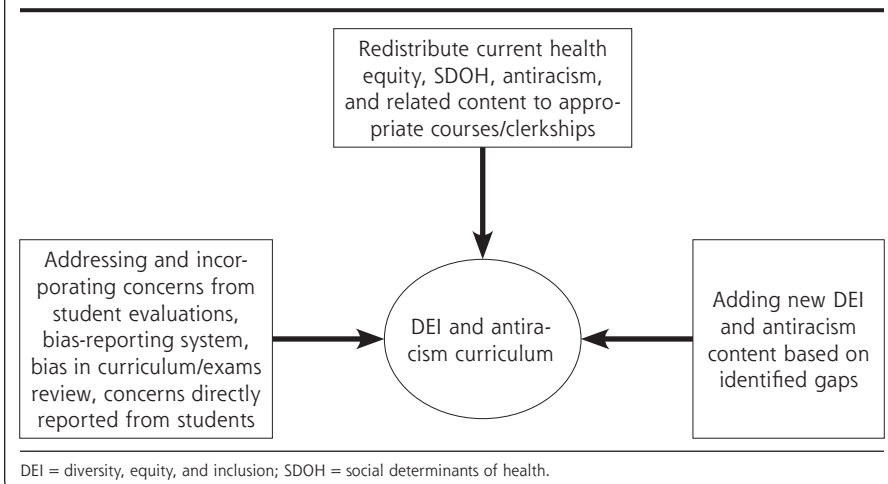 Redistribute current health
equity, SDOH, antiracism,
and related content to appro-
priate courses/clerkships
Addressing and incor-
porating concerns from
student evaluations,
bias-reporting system,
bias in curriculum/exams
review, concerns directly
reported from students
DEI and antira-
cism curriculum
Adding new DEI
and antiracism
content based on
identified gaps
DEI = diversity, equity, and inclusion; SDOH = social determinants of health.